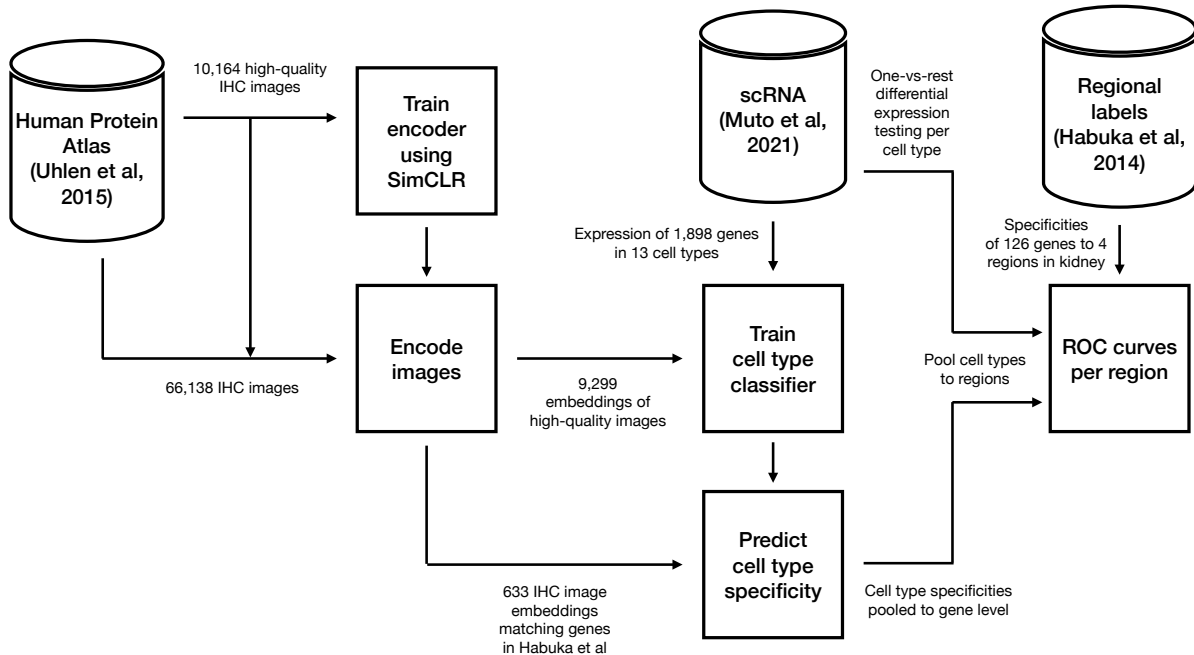 10,164 high-quality
IHC images
Human Protein
Atlas
(Uhlen et al,
2015)
Train
encoder
using
SimCLR
scRNA
(Muto et al,
2021)
One-vs-rest
differential
expression
testing per
cell type
Regional
labels
(Habuka et al,
2014)
Expression of 1,898 genes
in 13 cell types
Specificities
of 126 genes to 4
regions in kidney
66,138 IHC images
Encode
images
9,299
embeddings of
high-quality images
Train
cell type
classifier
Pool cell types
to regions
ROC curves
per region
633 IHC image
embeddings
matching genes
in Habuka et al
Predict
cell type
specificity
Cell type specificities
pooled to gene level